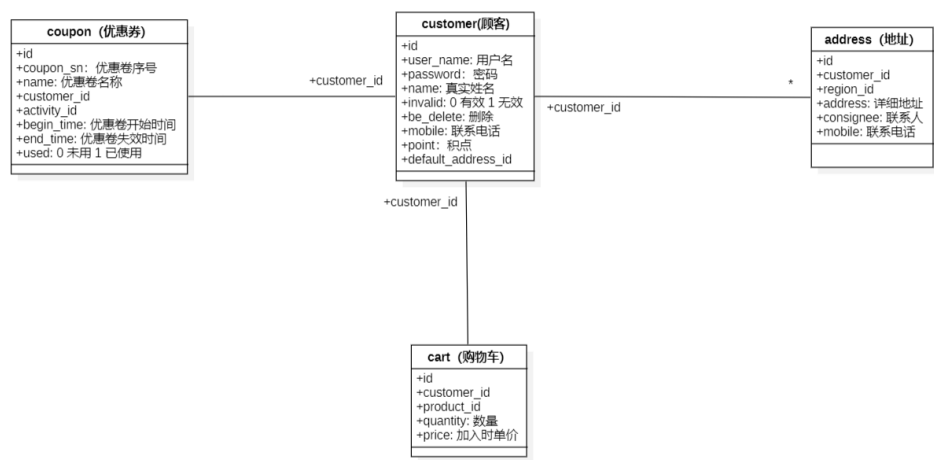 coupon（优惠券）
+id
+coupon_sn：优惠卷序号
+name: 优惠卷名称
+customer_id
+activity_id
+begin_time: 优惠卷开始时间
+end_time: 优惠卷失效时间
+used: 0 未用 1 已使用
+customer_id
customer(顾客)
+id
+user_name: 用户名
+password：密码
+name: 真实姓名
+invalid: 0 有效 1 无效
+be_delete: 删除
+mobile: 联系电话
+point：积点
+default_address_id
+customer_id
*
address（地址）
+id
+customer_id
+region_id
+address: 详细地址
+consignee: 联系人
+mobile: 联系电话
+customer_id
cart（购物车）
+id
+customer_id
+product_id
+quantity: 数量
+price: 加入时单价